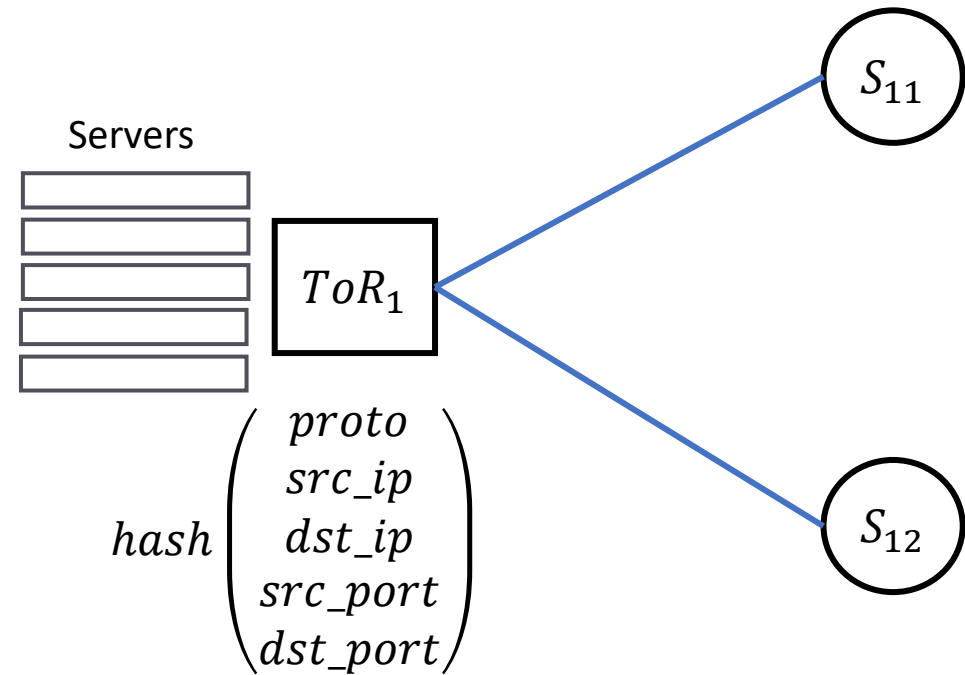 S₁₁
Servers
ToR₁
proto
src_ip
hash dst_ip
src_port
dst_port
S₁₂